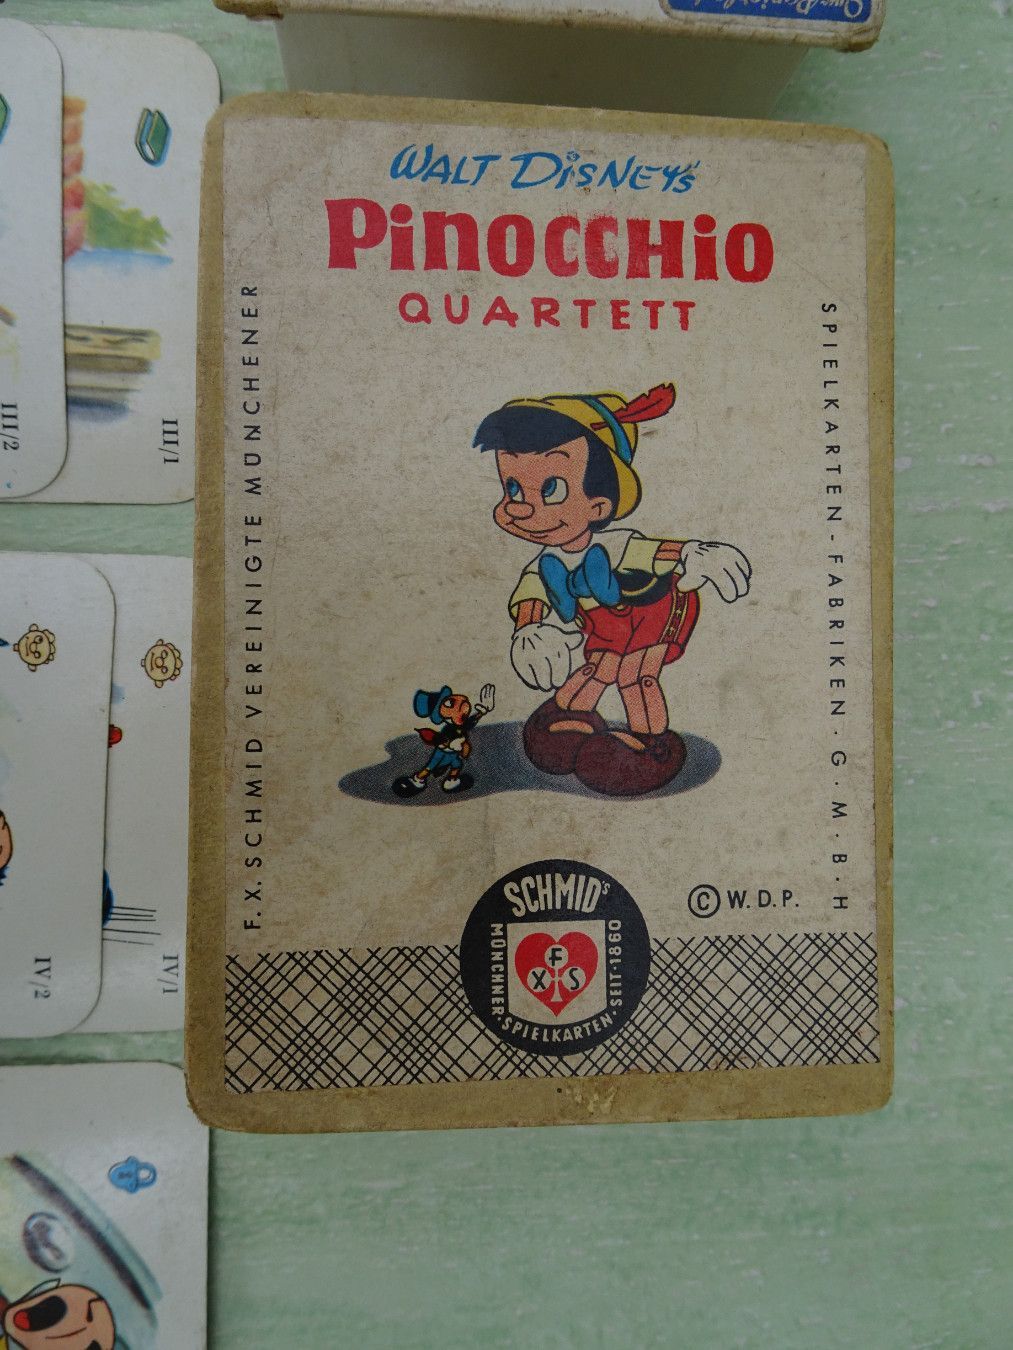 WALT DiSNEY's
PiNOCCHiO
QUARTETT
F. X. SCHMID VEREINIGTE MÜNCHENER
SPIELKARTEN-FABRIKEN·G·M·B·H
© W. D. P.
SCHMID's
MÜNCHNER·SPIELKARTEN·SEIT·1860
F
X S
III/2
III/1
IV/2
IV/1